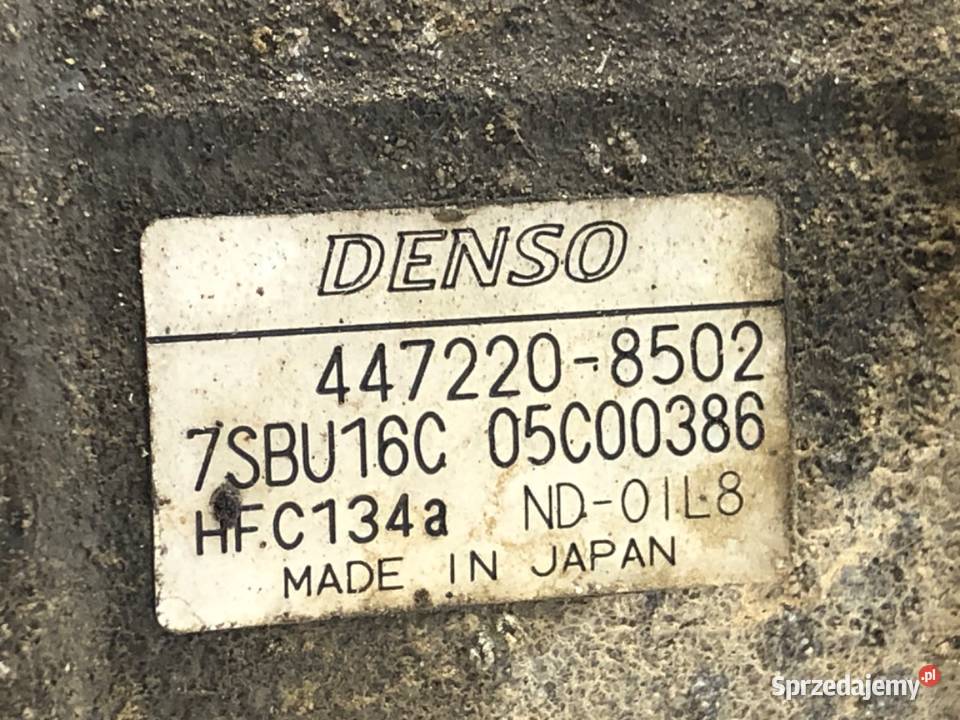 DENSO
447220-8502
7SBU16C 05C00386
HFC134a ND-OIL8
MADE IN JAPAN
Sprzedajemy.pl